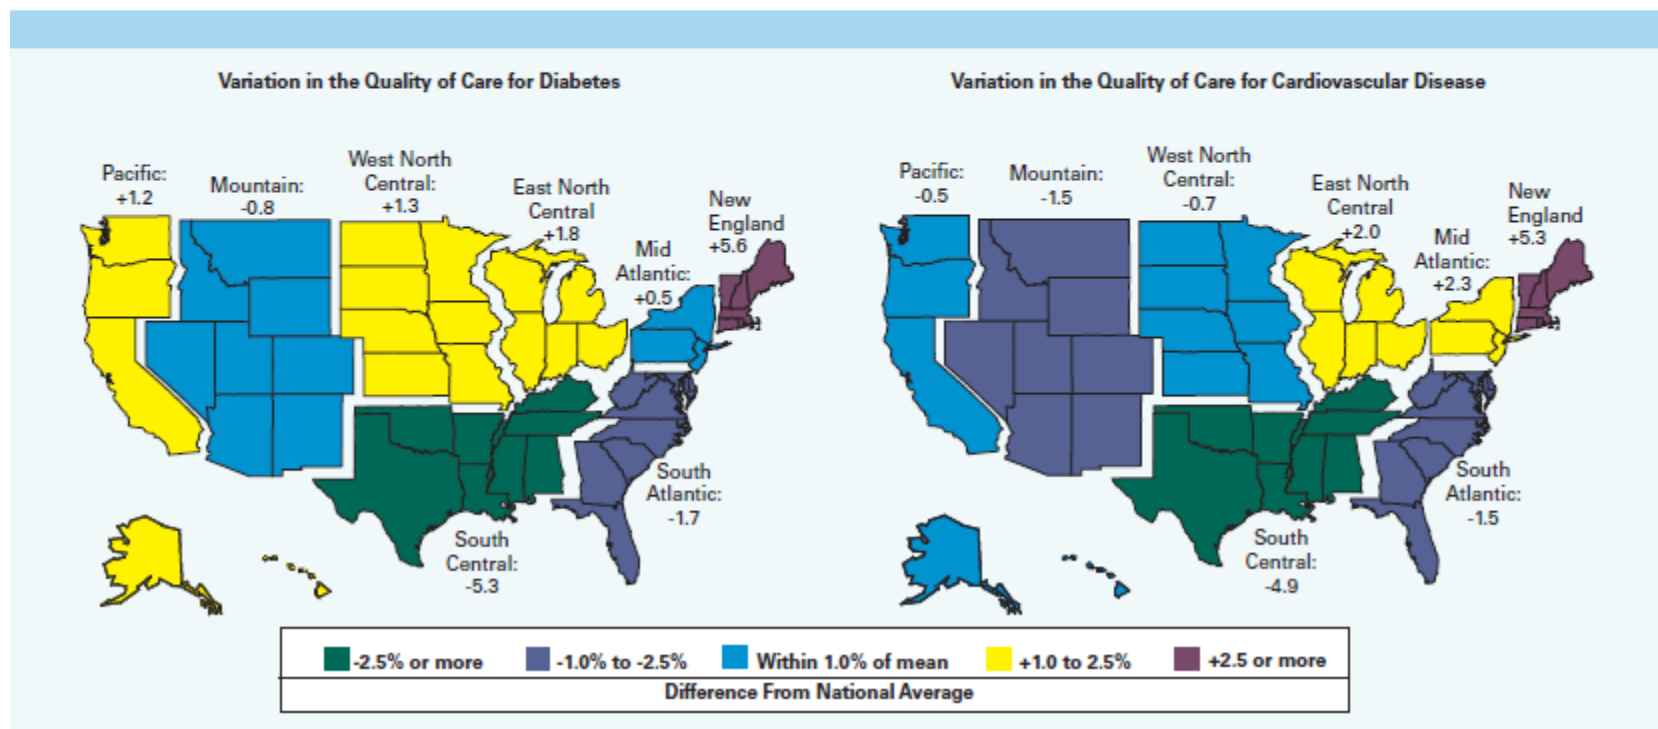 Variation in the Quality of Care for Diabetes
Pacific:
+1.2
Mountain:
-0.8
West North
Central:
+1.3
East North
Central
+1.8
Mid
Atlantic:
+0.5
New
England
+5.6
South
Atlantic:
-1.7
South
Central:
-5.3
Variation in the Quality of Care for Cardiovascular Disease
Pacific:
-0.5
Mountain:
-1.5
West North
Central:
-0.7
East North
Central
+2.0
Mid
Atlantic:
+2.3
New
England
+5.3
South
Atlantic:
-1.5
South
Central:
-4.9
-2.5% or more
-1.0% to -2.5%
Within 1.0% of mean
+1.0 to 2.5%
+2.5 or more
Difference From National Average